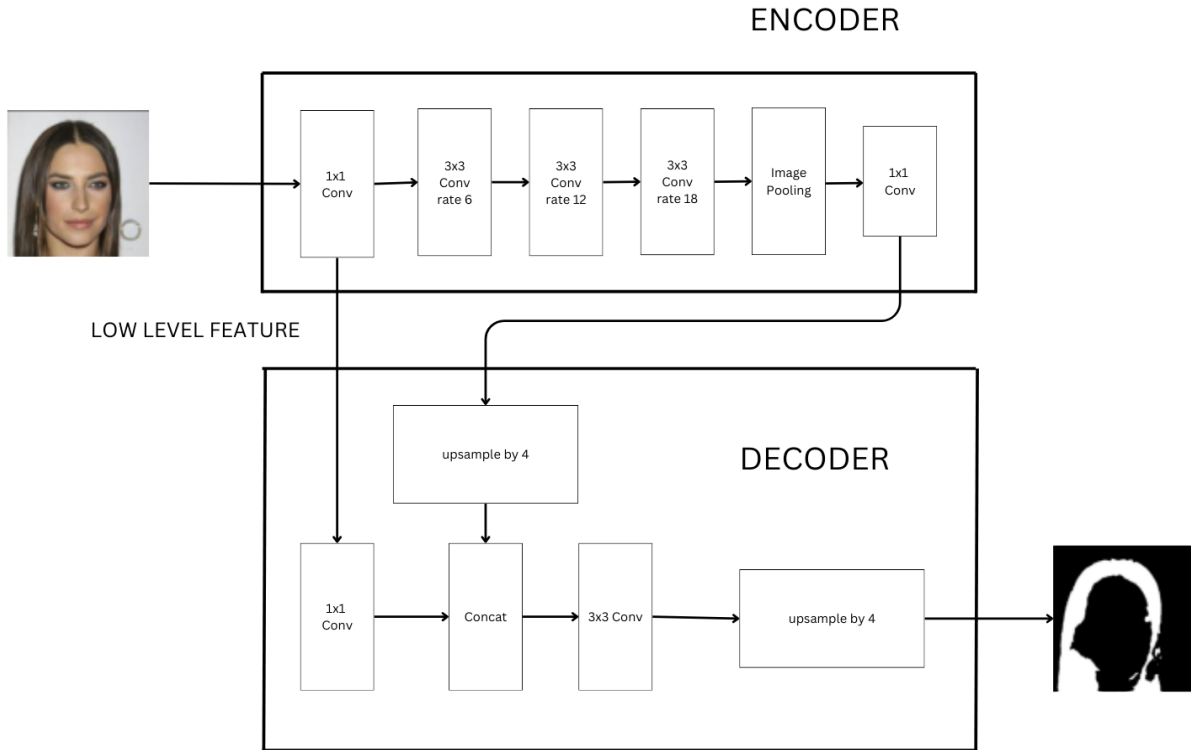 ENCODER
1x1
Conv
3x3
Conv
rate 6
3x3
Conv
rate 12
3x3
Conv
rate 18
Image
Pooling
1x1
Conv
LOW LEVEL FEATURE
upsample by 4
DECODER
1x1
Conv
Concat
3x3 Conv
upsample by 4